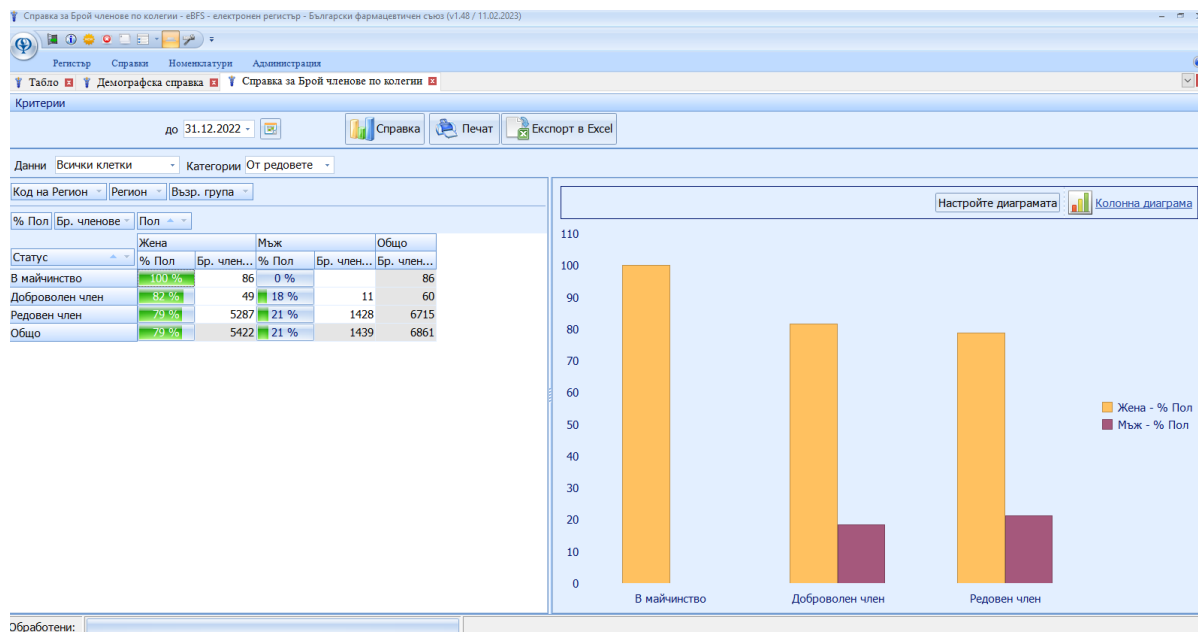 Справка за Брой членове по колегии - eBFS - електронен регистър - Български фармацевтичен съюз (v1.48 / 11.02.2023)
Регистър Справки Номенклатури Администрация
Табло Демографска справка Справка за Брой членове по колегии
Критерии
до 31.12.2022 Справка Печат Експорт в Excel
Данни Всички клетки Категории От редовете
Код на Регион Регион Възр. група
% Пол Бр. членове Пол
Жена Мъж Общо
Статус % Пол Бр. член... % Пол Бр. член... Бр. член...
В майчинство 100 % 86 0 % 86
Доброволен член 82 % 49 18 % 11 60
Редовен член 79 % 5287 21 % 1428 6715
Общо 79 % 5422 21 % 1439 6861
Настройте диаграмата Колонна диаграма
110
100
90
80
70
60
50
40
30
20
10
0
В майчинство Доброволен член Редовен член
Жена - % Пол
Мъж - % Пол
Обработени: